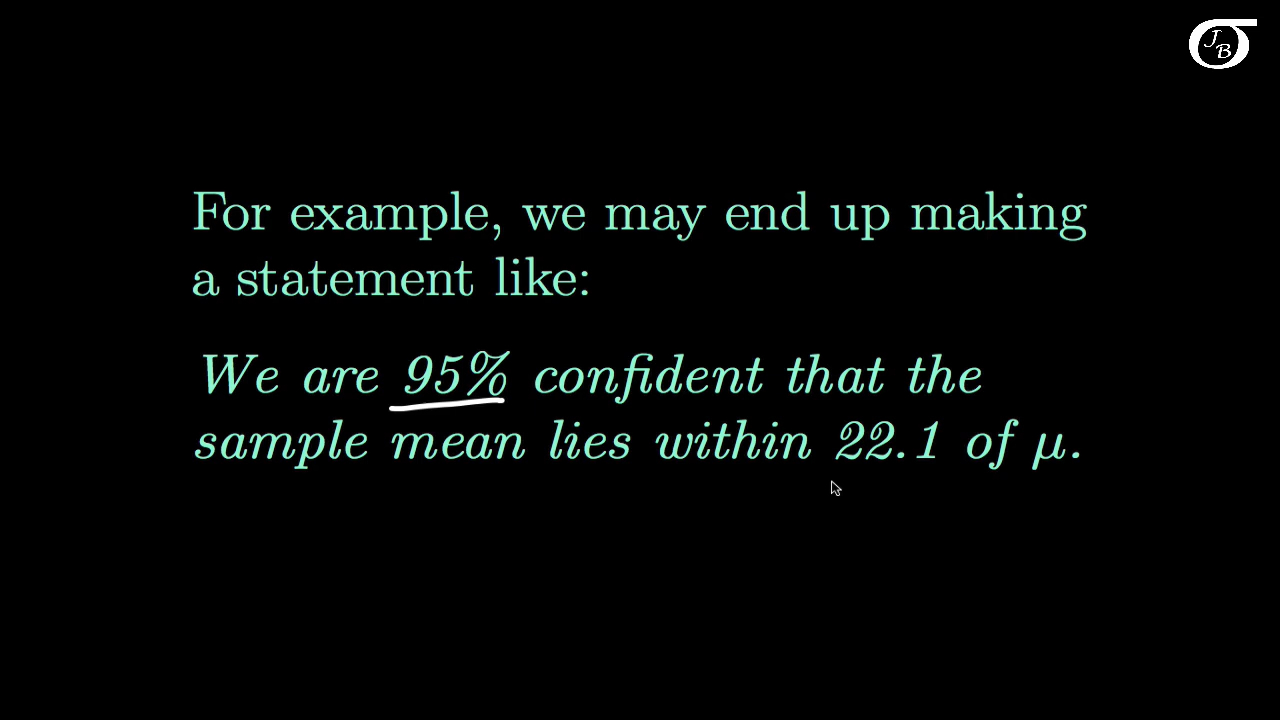 JB
For example, we may end up making
a statement like:
We are 95% confident that the
sample mean lies within 22.1 of μ.